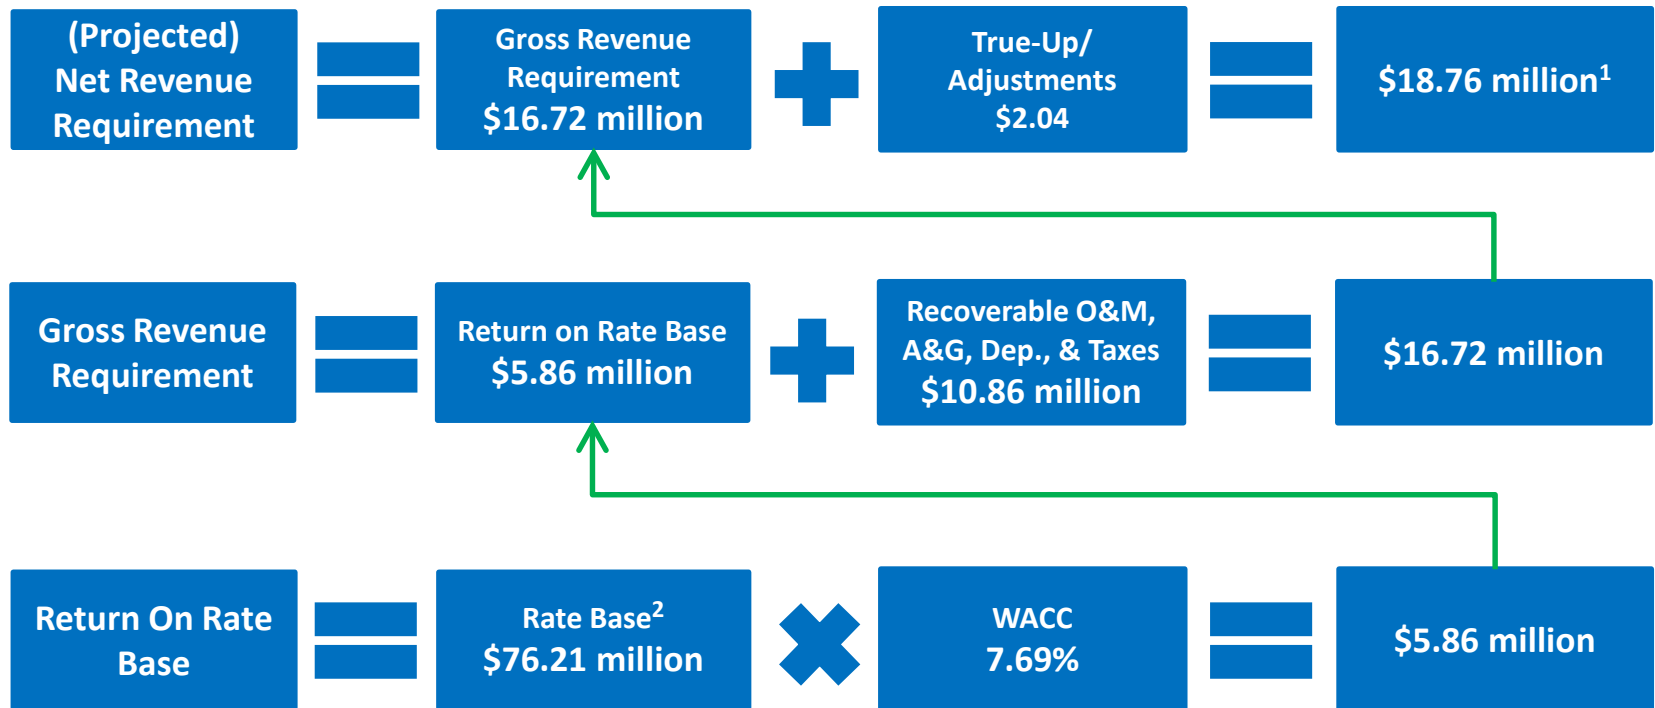 (Projected)
Net Revenue
Requirement
Gross Revenue
Requirement
$16.72 million
True-Up/
Adjustments
$2.04
$18.76 million¹
Gross Revenue
Requirement
Return on Rate Base
$5.86 million
Recoverable O&M,
A&G, Dep., & Taxes
$10.86 million
$16.72 million
Return On Rate
Base
Rate Base²
$76.21 million
WACC
7.69%
$5.86 million